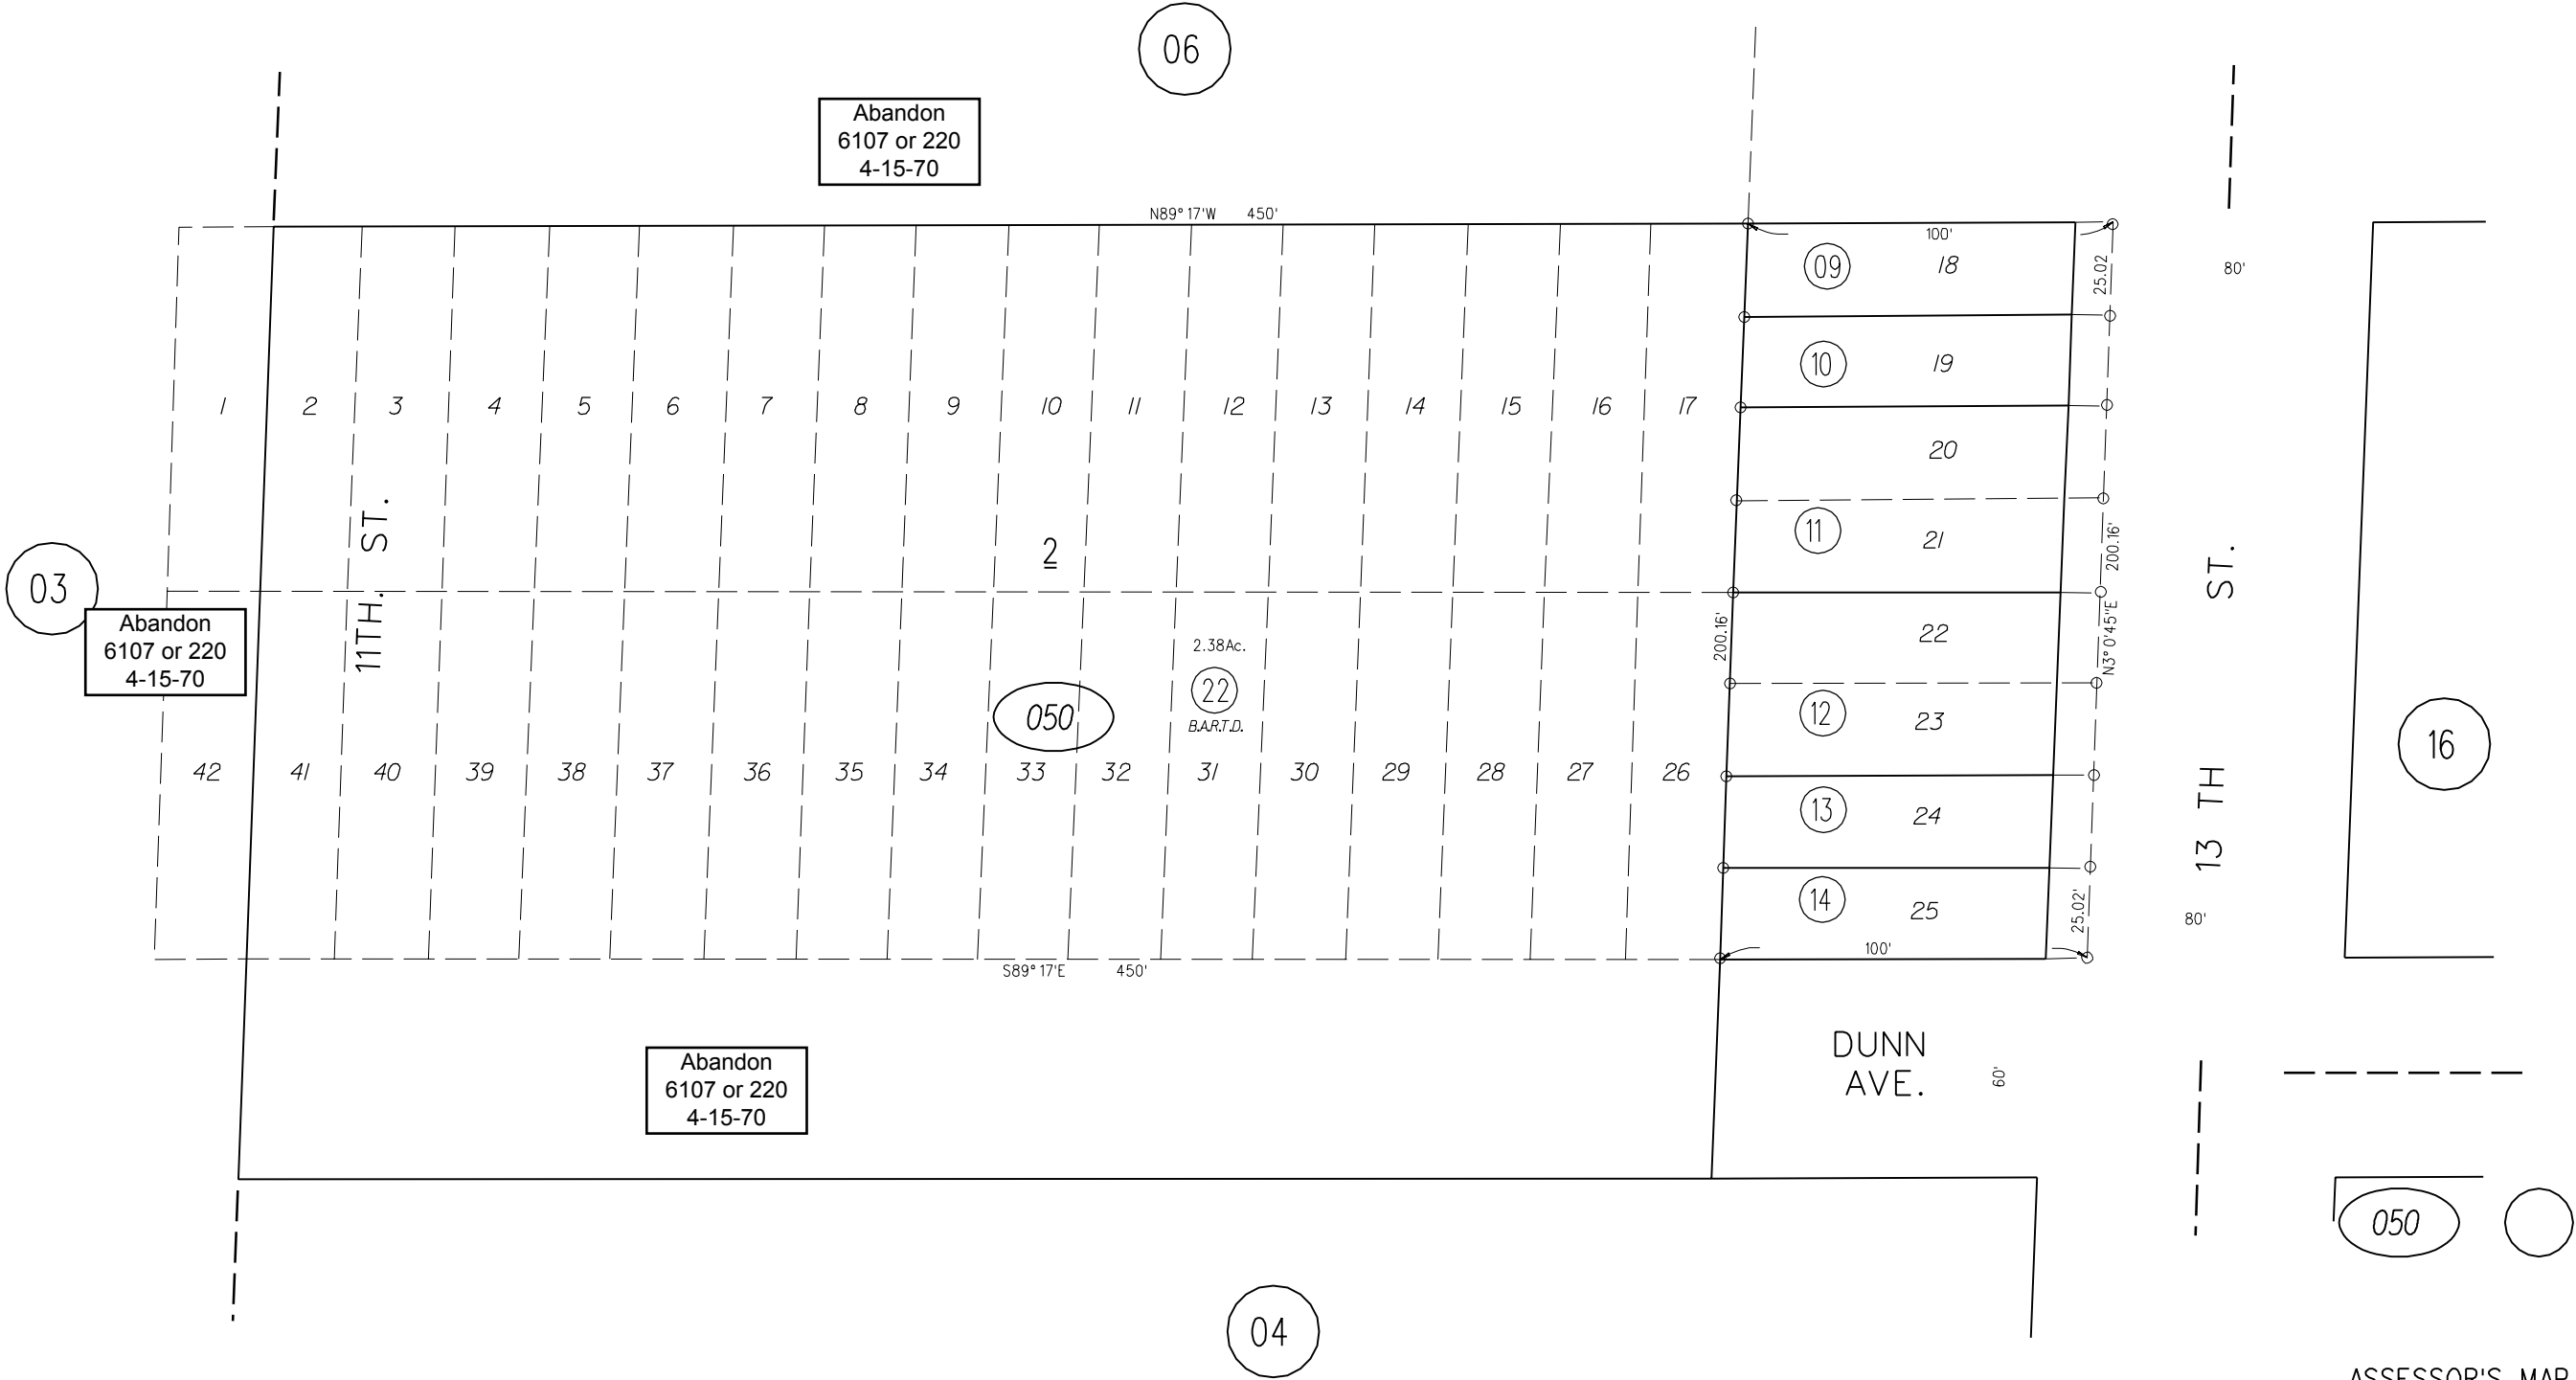 06
Abandon
6107 or 220
4-15-70
N89° 17'W 450'
100'
09 18
25.02
80'
10 19
1 2 3 4 5 6 7 8 9 10 11 12 13 14 15 16 17
20
11 21
200.16'
N3° 0'45"E
11TH. ST.
2
03
Abandon
6107 or 220
4-15-70
22
200.16'
2.38Ac.
22
B.A.R.T.D.
050
12 23
13 TH ST.
16
42 41 40 39 38 37 36 35 34 33 32 31 30 29 28 27 26
13 24
14 25
25.02'
80'
100'
S89° 17'E 450'
DUNN
AVE.
60'
Abandon
6107 or 220
4-15-70
050
04
ASSESSOR'S MAP